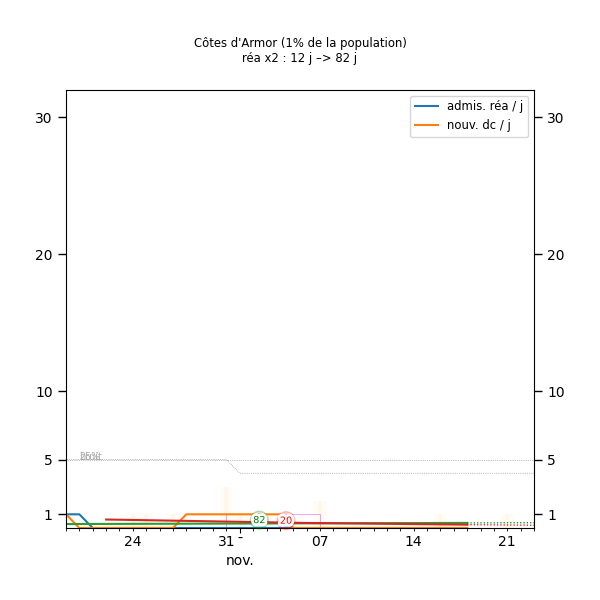 Côtes d'Armor (1% de la population)
réa x2 : 12 j –> 82 j
admis. réa / j
nouv. dc / j
30 30
20 20
10 10
5 5
1 82 20 1
24 31 - 07 14 21
nov.